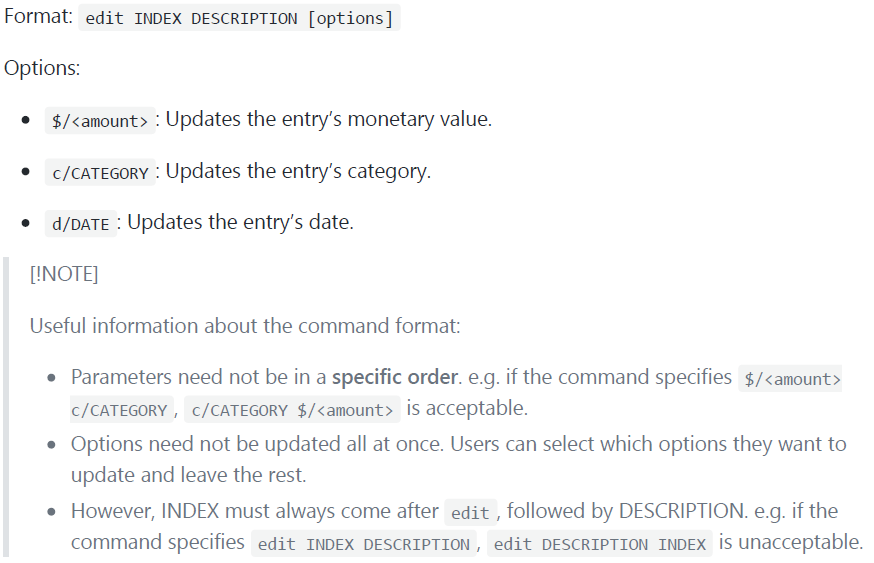 Format: edit INDEX DESCRIPTION [options]
Options:
$/<amount>: Updates the entry’s monetary value.
c/CATEGORY: Updates the entry’s category.
d/DATE: Updates the entry’s date.
[!NOTE]
Useful information about the command format:
Parameters need not be in a specific order. e.g. if the command specifies $/<amount>
c/CATEGORY, c/CATEGORY $/<amount> is acceptable.
Options need not be updated all at once. Users can select which options they want to
update and leave the rest.
However, INDEX must always come after edit, followed by DESCRIPTION. e.g. if the
command specifies edit INDEX DESCRIPTION, edit DESCRIPTION INDEX is unacceptable.